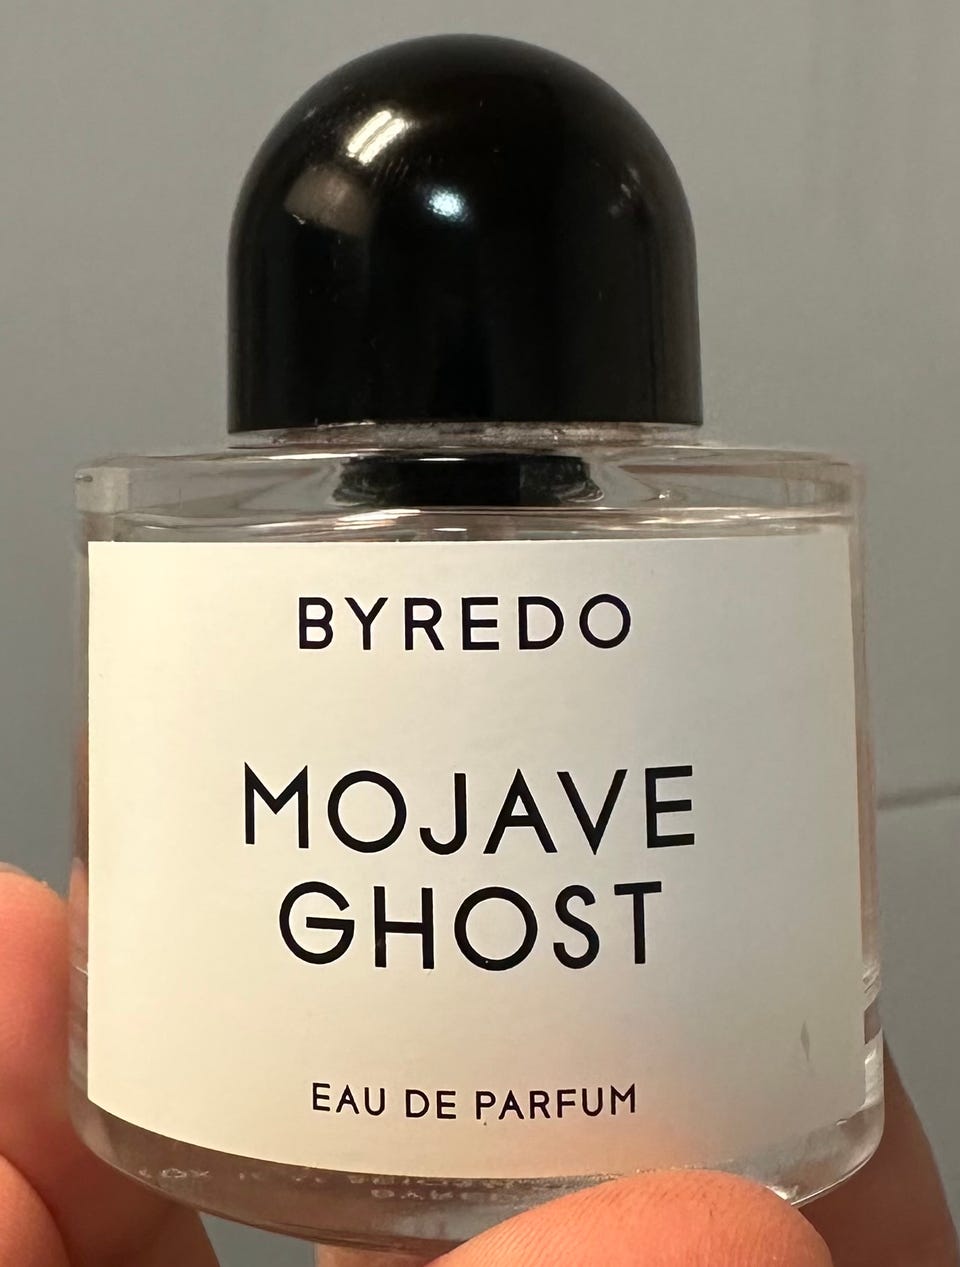 BYREDO
MOJAVE
GHOST
EAU DE PARFUM